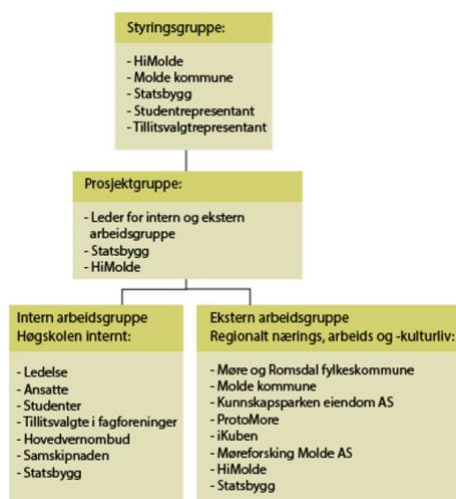 Styringsgruppe:
- HiMolde
- Molde kommune
- Statsbygg
- Studentrepresentant
- Tillitsvalgtrepresentant
Prosjektgruppe:
- Leder for intern og ekstern
arbeidsgruppe
- Statsbygg
- HiMolde
Intern arbeidsgruppe
Høgskolen internt:
- Ledelse
- Ansatte
- Studenter
- Tillitsvalgte i fagforeninger
- Hovedvernombud
- Samskipnaden
- Statsbygg
Ekstern arbeidsgruppe
Regionalt nærings, arbeids og -kulturliv:
- Møre og Romsdal fylkeskommune
- Molde kommune
- Kunnskapsparken eiendom AS
- ProtoMore
- iKuben
- Møreforsking Molde AS
- HiMolde
- Statsbygg